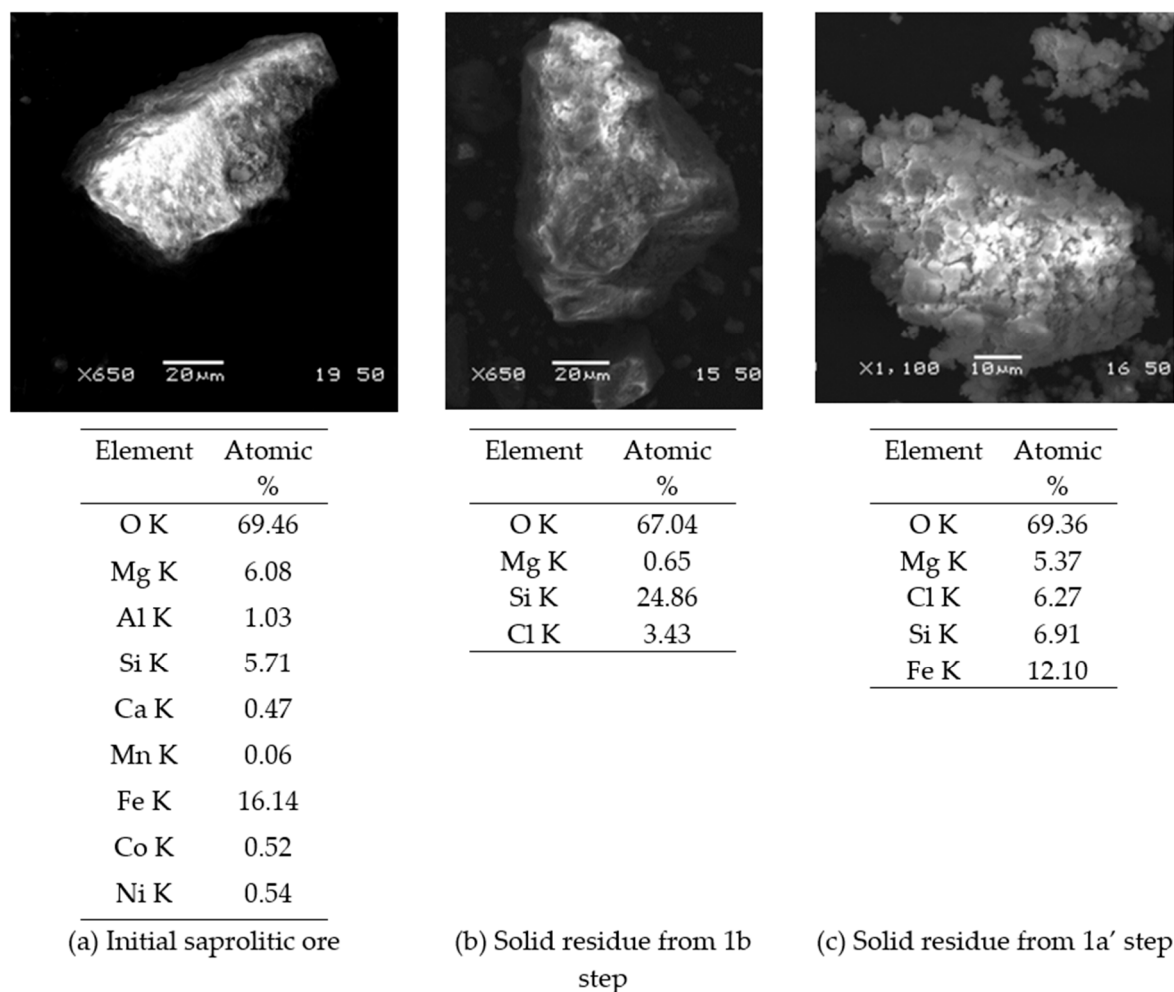 X650 20μm 19 50
X650 20μm 15 50
X1,100 10μm 16 50
Element Atomic
%
O K 69.46
Mg K 6.08
Al K 1.03
Si K 5.71
Ca K 0.47
Mn K 0.06
Fe K 16.14
Co K 0.52
Ni K 0.54
(a) Initial saprolitic ore
Element Atomic
%
O K 67.04
Mg K 0.65
Si K 24.86
Cl K 3.43
(b) Solid residue from 1b
step
Element Atomic
%
O K 69.36
Mg K 5.37
Cl K 6.27
Si K 6.91
Fe K 12.10
(c) Solid residue from 1a′ step